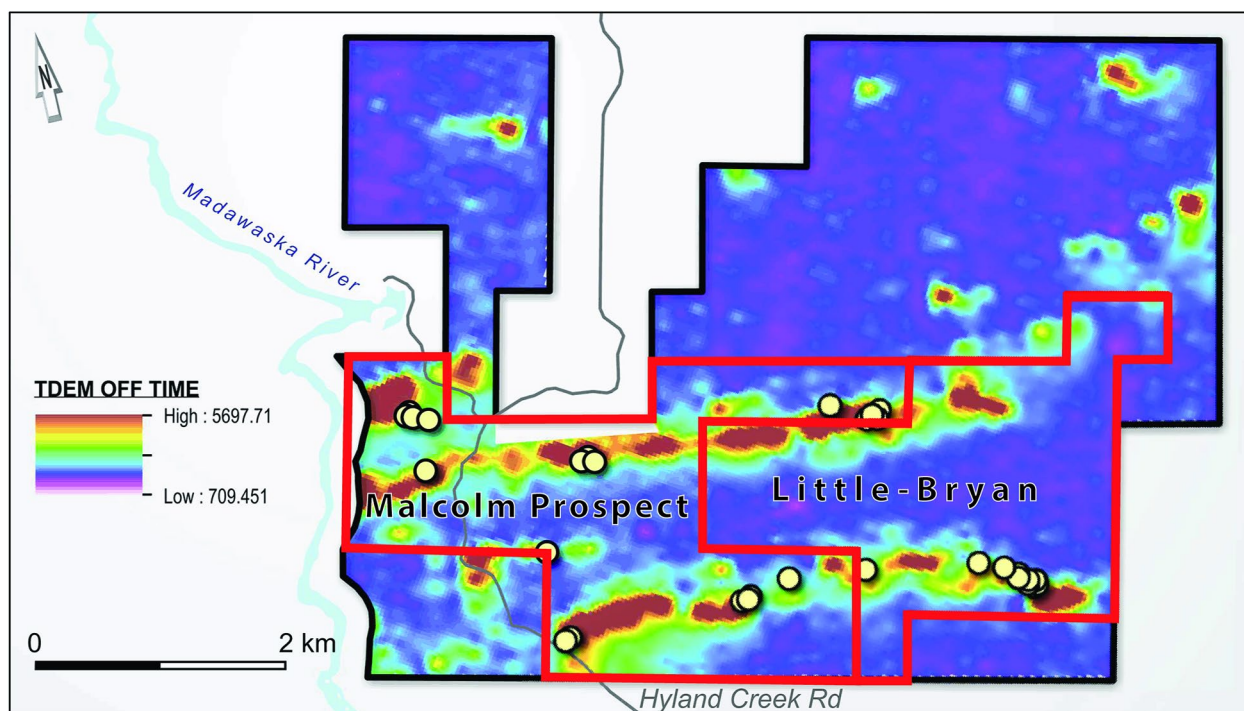 N
Madawaska River
TDEM OFF TIME
High : 5697.71
Low : 709.451
Malcolm Prospect
Little-Bryan
0 2 km
Hyland Creek Rd